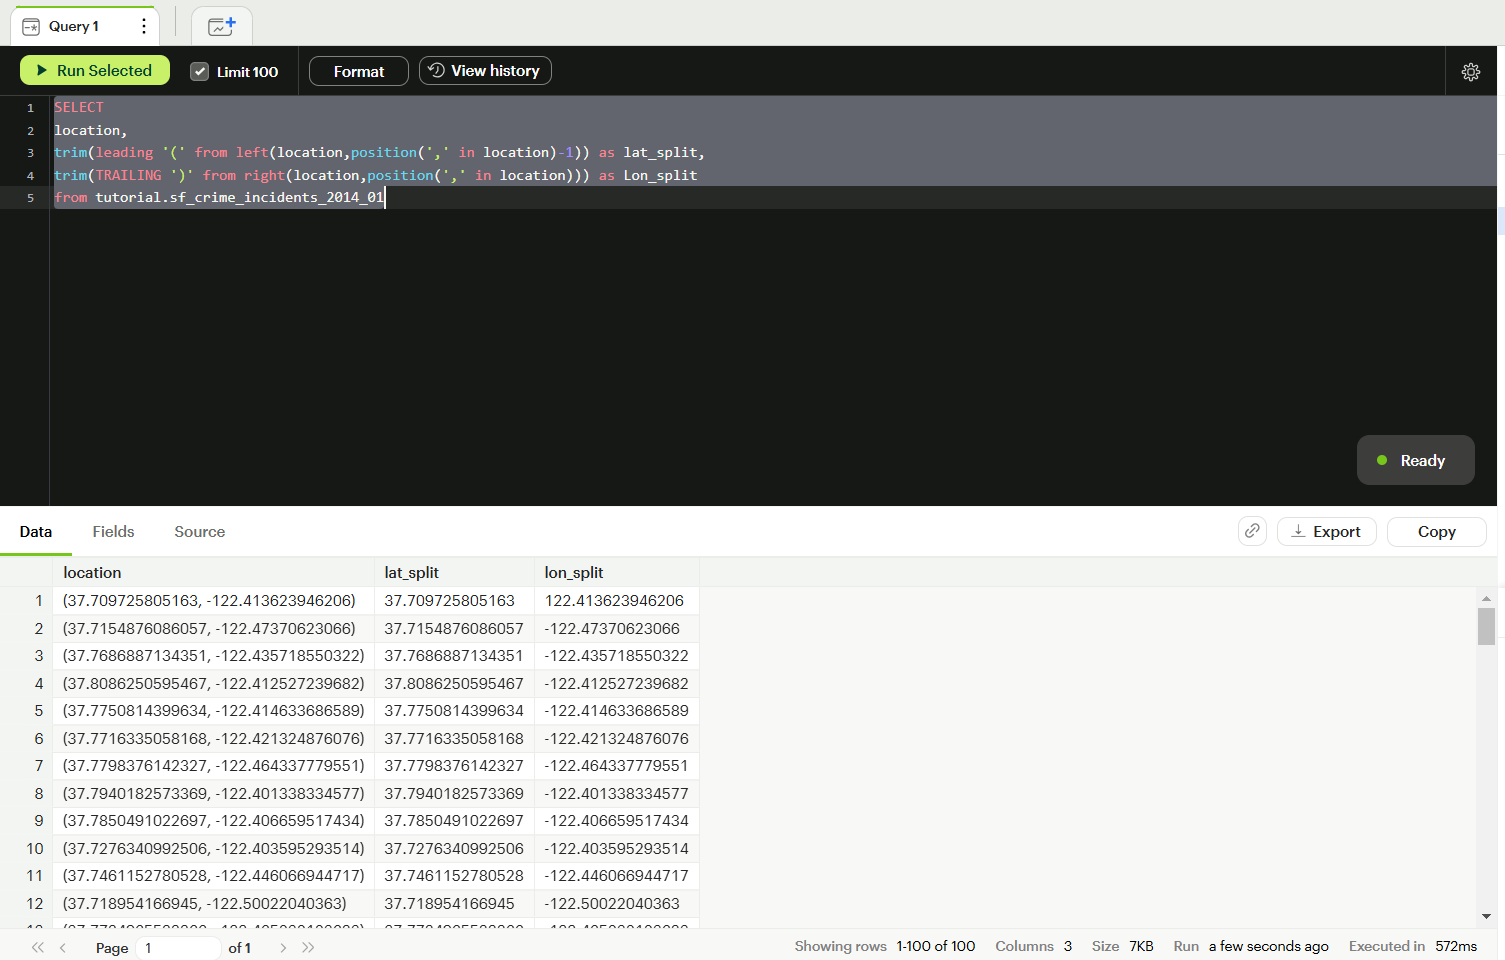 Query 1
Run Selected
Limit 100
Format
View history
1 SELECT
2 location,
3 trim(leading '(' from left(location,position(',' in location)-1)) as lat_split,
4 trim(TRAILING ')' from right(location,position(',' in location))) as Lon_split
5 from tutorial.sf_crime_incidents_2014_01
Ready
Data Fields Source Export Copy
location lat_split lon_split
1 (37.709725805163, -122.413623946206) 37.709725805163 122.413623946206
2 (37.7154876086057, -122.47370623066) 37.7154876086057 -122.47370623066
3 (37.7686887134351, -122.435718550322) 37.7686887134351 -122.435718550322
4 (37.8086250595467, -122.412527239682) 37.8086250595467 -122.412527239682
5 (37.7750814399634, -122.414633686589) 37.7750814399634 -122.414633686589
6 (37.7716335058168, -122.421324876076) 37.7716335058168 -122.421324876076
7 (37.7798376142327, -122.464337779551) 37.7798376142327 -122.464337779551
8 (37.7940182573369, -122.401338334577) 37.7940182573369 -122.401338334577
9 (37.7850491022697, -122.406659517434) 37.7850491022697 -122.406659517434
10 (37.7276340992506, -122.403595293514) 37.7276340992506 -122.403595293514
11 (37.7461152780528, -122.446066944717) 37.7461152780528 -122.446066944717
12 (37.718954166945, -122.50022040363) 37.718954166945 -122.50022040363
Page 1 of 1 Showing rows 1-100 of 100 Columns 3 Size 7KB Run a few seconds ago Executed in 572ms